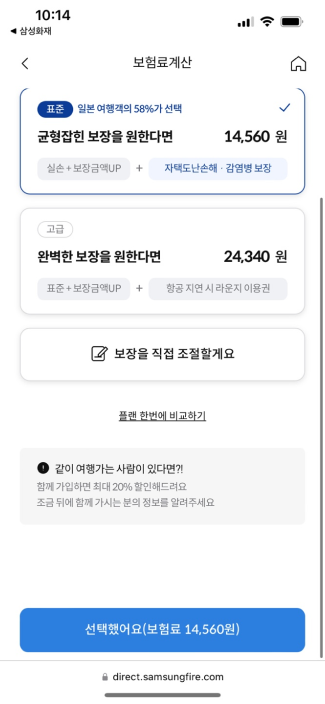 10:14
◀ 삼성화재
보험료계산
표준 일본 여행객의 58%가 선택
균형잡힌 보장을 원한다면 14,560 원
실손 + 보장금액UP + 자택도난손해 · 감염병 보장
고급
완벽한 보장을 원한다면 24,340 원
표준 + 보장금액UP + 항공 지연 시 라운지 이용권
보장을 직접 조절할게요
플랜 한번에 비교하기
같이 여행가는 사람이 있다면?!
함께 가입하면 최대 20% 할인해드려요
조금 뒤에 함께 가시는 분의 정보를 알려주세요
선택했어요(보험료 14,560원)
direct.samsungfire.com